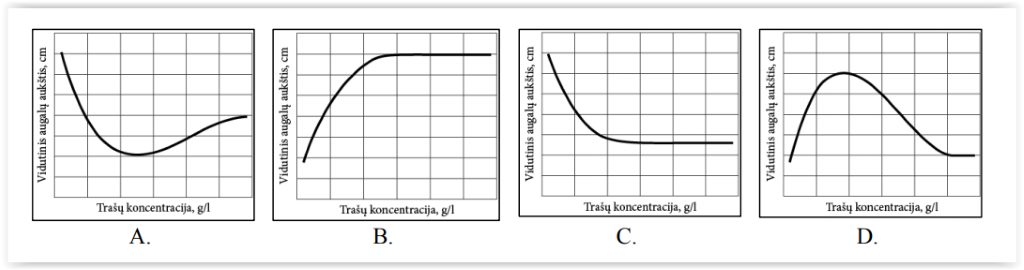 Vidutinis augalų aukštis, cm
Trašų koncentracija, g/l
A.
Vidutinis augalų aukštis, cm
Trašų koncentracija, g/l
B.
Vidutinis augalų aukštis, cm
Trašų koncentracija, g/l
C.
Vidutinis augalų aukštis, cm
Trašų koncentracija, g/l
D.